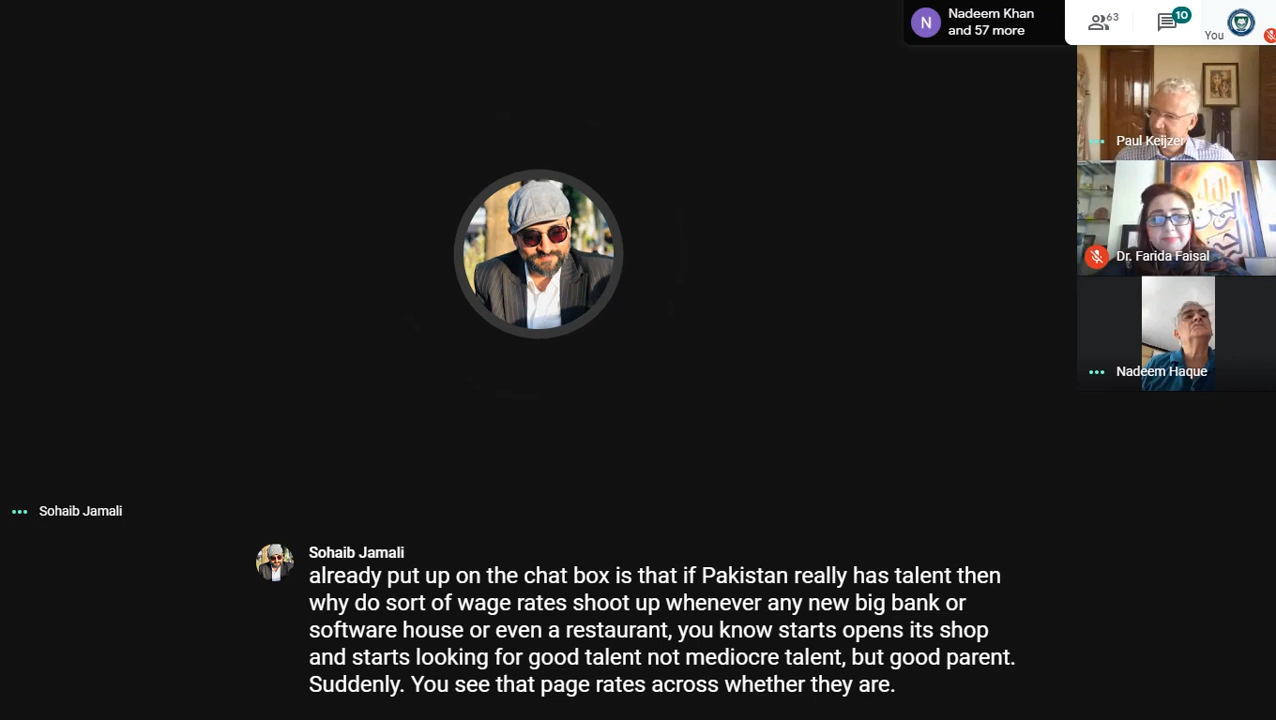 N
Nadeem Khan
and 57 more
63
10
You
Paul Keijzer
Dr. Farida Faisal
Nadeem Haque
Sohaib Jamali
Sohaib Jamali
already put up on the chat box is that if Pakistan really has talent then
why do sort of wage rates shoot up whenever any new big bank or
software house or even a restaurant, you know starts opens its shop
and starts looking for good talent not mediocre talent, but good parent.
Suddenly. You see that page rates across whether they are.